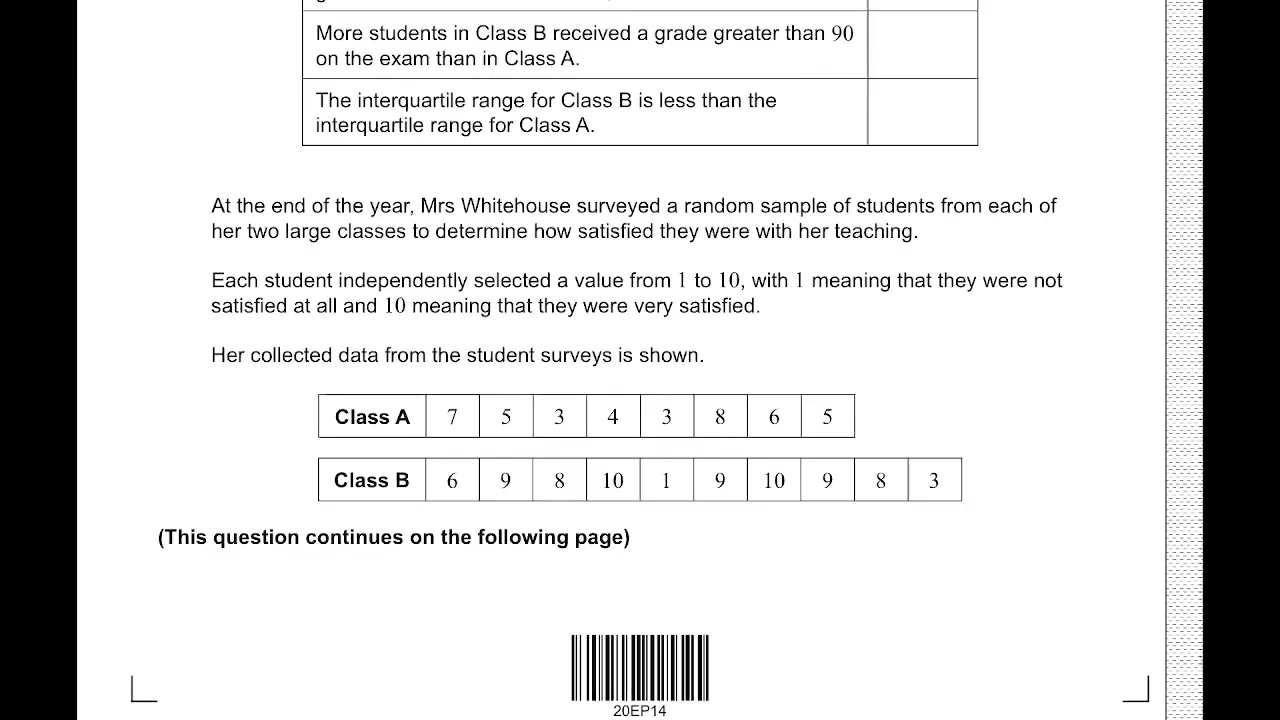 More students in Class B received a grade greater than 90
on the exam than in Class A.
The interquartile range for Class B is less than the
interquartile range for Class A.
At the end of the year, Mrs Whitehouse surveyed a random sample of students from each of
her two large classes to determine how satisfied they were with her teaching.
Each student independently selected a value from 1 to 10, with 1 meaning that they were not
satisfied at all and 10 meaning that they were very satisfied.
Her collected data from the student surveys is shown.
Class A 7 5 3 4 3 8 6 5
Class B 6 9 8 10 1 9 10 9 8 3
(This question continues on the following page)
20EP14